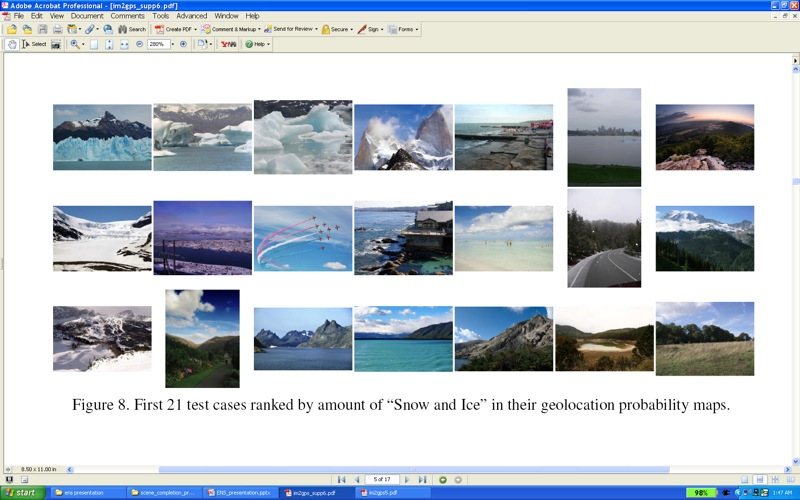 Adobe Acrobat Professional - [im2gps_supp6.pdf]
File Edit View Document Comments Tools Advanced Window Help
Search Create PDF Comment & Markup Send for Review Secure Sign Forms
Select 280% Y! Help
Figure 8. First 21 test cases ranked by amount of “Snow and Ice” in their geolocation probability maps.
8.50 x 11.00 in
5 of 17
start ens presentation scene_completion_pr... ENS_presentation.pptx im2gps_supp6.pdf im2gps5.pdf 98% 1:47 AM